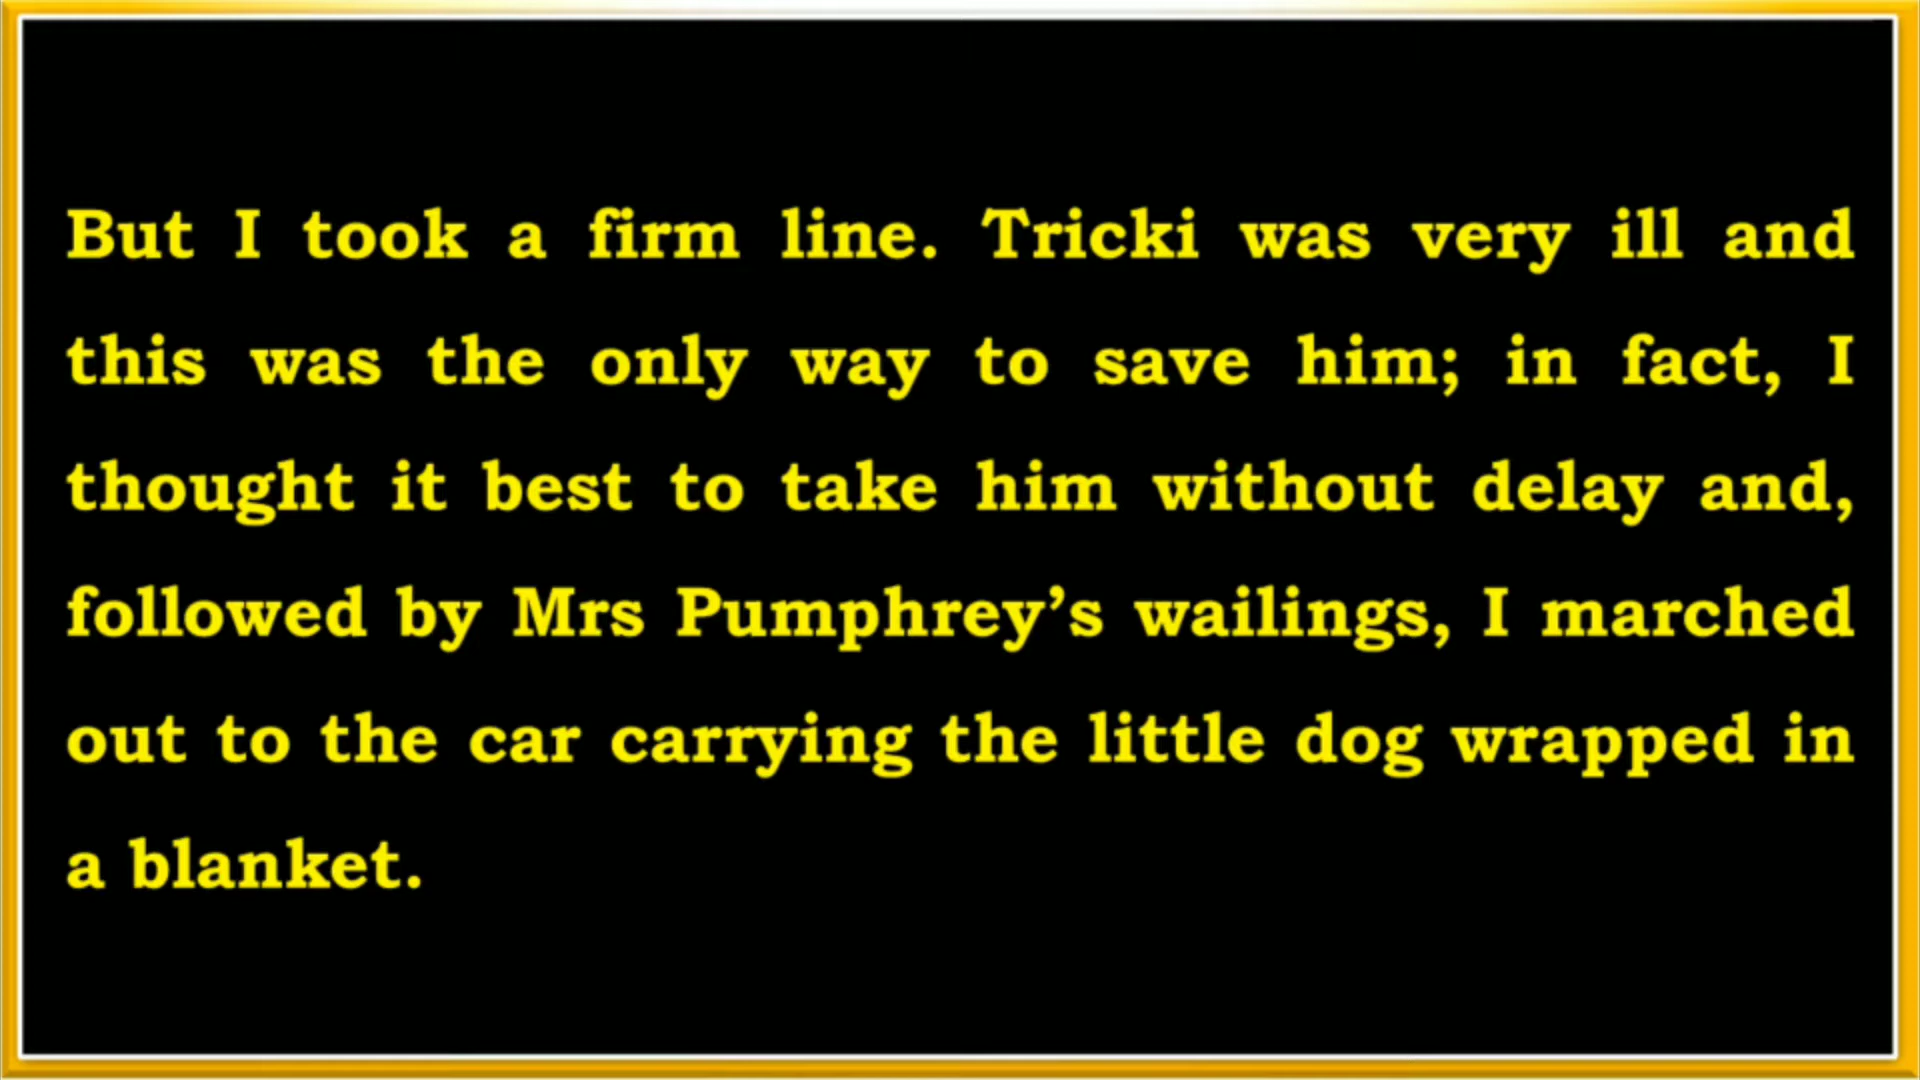 But I took a firm line. Tricki was very ill and
this was the only way to save him; in fact, I
thought it best to take him without delay and,
followed by Mrs Pumphrey’s wailings, I marched
out to the car carrying the little dog wrapped in
a blanket.